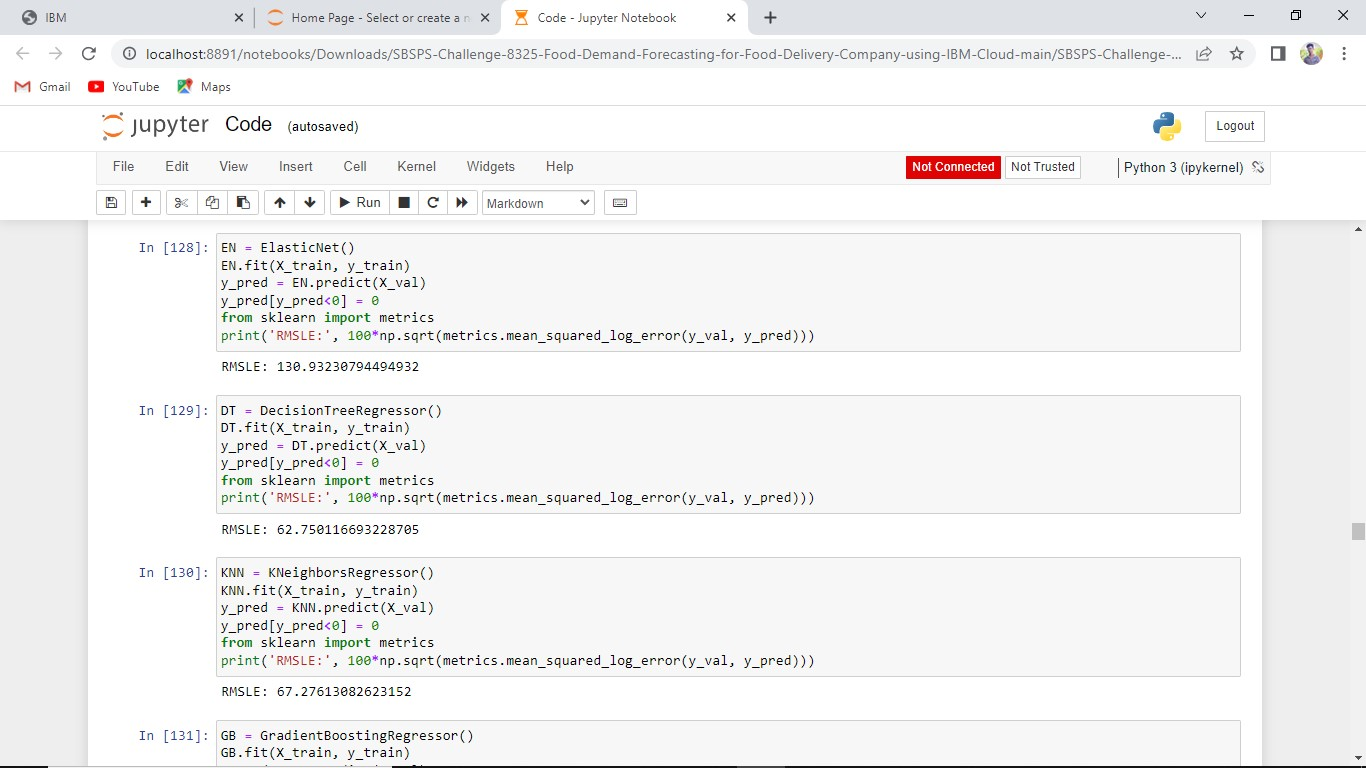 IBM
Home Page - Select or create a n
Code - Jupyter Notebook
localhost:8891/notebooks/Downloads/SBSPS-Challenge-8325-Food-Demand-Forecasting-for-Food-Delivery-Company-using-IBM-Cloud-main/SBSPS-Challenge-...
Gmail YouTube Maps
jupyter Code (autosaved) Logout
File Edit View Insert Cell Kernel Widgets Help Not Connected Not Trusted Python 3 (ipykernel)
Run Markdown
In [128]: EN = ElasticNet()
EN.fit(X_train, y_train)
y_pred = EN.predict(X_val)
y_pred[y_pred<0] = 0
from sklearn import metrics
print('RMSLE:', 100*np.sqrt(metrics.mean_squared_log_error(y_val, y_pred)))
RMSLE: 130.93230794494932
In [129]: DT = DecisionTreeRegressor()
DT.fit(X_train, y_train)
y_pred = DT.predict(X_val)
y_pred[y_pred<0] = 0
from sklearn import metrics
print('RMSLE:', 100*np.sqrt(metrics.mean_squared_log_error(y_val, y_pred)))
RMSLE: 62.750116693228705
In [130]: KNN = KNeighborsRegressor()
KNN.fit(X_train, y_train)
y_pred = KNN.predict(X_val)
y_pred[y_pred<0] = 0
from sklearn import metrics
print('RMSLE:', 100*np.sqrt(metrics.mean_squared_log_error(y_val, y_pred)))
RMSLE: 67.27613082623152
In [131]: GB = GradientBoostingRegressor()
GB.fit(X_train, y_train)